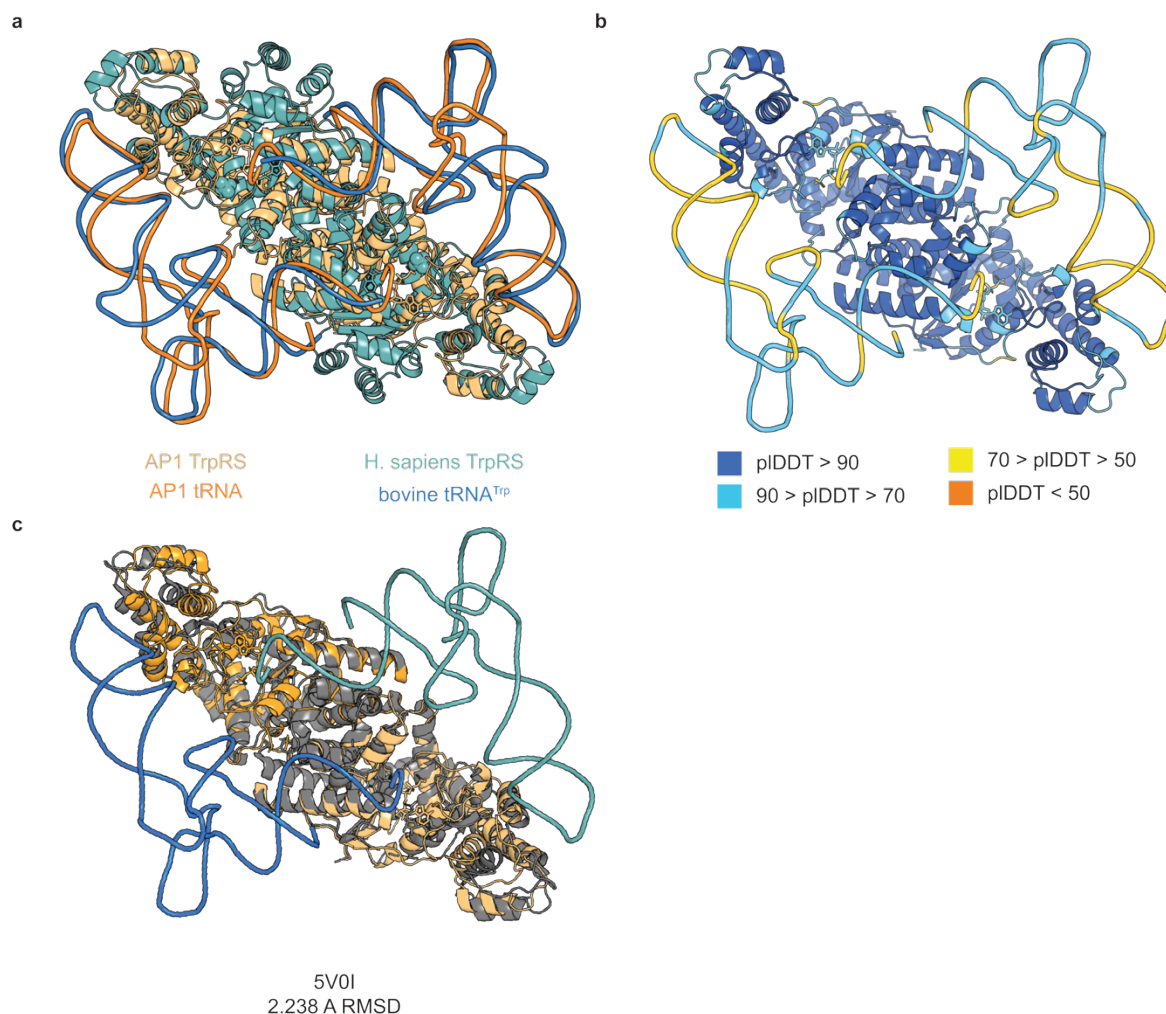 a
b
AP1 TrpRS
H. sapiens TrpRS
AP1 tRNA
bovine tRNAᵀʳᵖ
pIDDT > 90
70 > pIDDT > 50
90 > pIDDT > 70
pIDDT < 50
c
5V0I
2.238 A RMSD